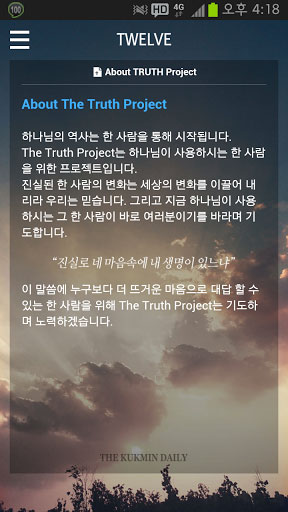 100
HD 4G 오후 4:18
TWELVE
About TRUTH Project
About The Truth Project
하나님의 역사는 한 사람을 통해 시작됩니다.
The Truth Project는 하나님이 사용하시는 한 사람
을 위한 프로젝트입니다.
진실된 한 사람의 변화는 세상의 변화를 이끌어 내
리라 우리는 믿습니다. 그리고 지금 하나님이 사용
하시는 그 한 사람이 바로 여러분이기를 바라며 기
도합니다.
“진실로 네 마음속에 내 생명이 있느냐”
이 말씀에 누구보다 더 뜨거운 마음으로 대답 할 수
있는 한 사람을 위해 The Truth Project는 기도하
며 노력하겠습니다.
THE KUKMIN DAILY